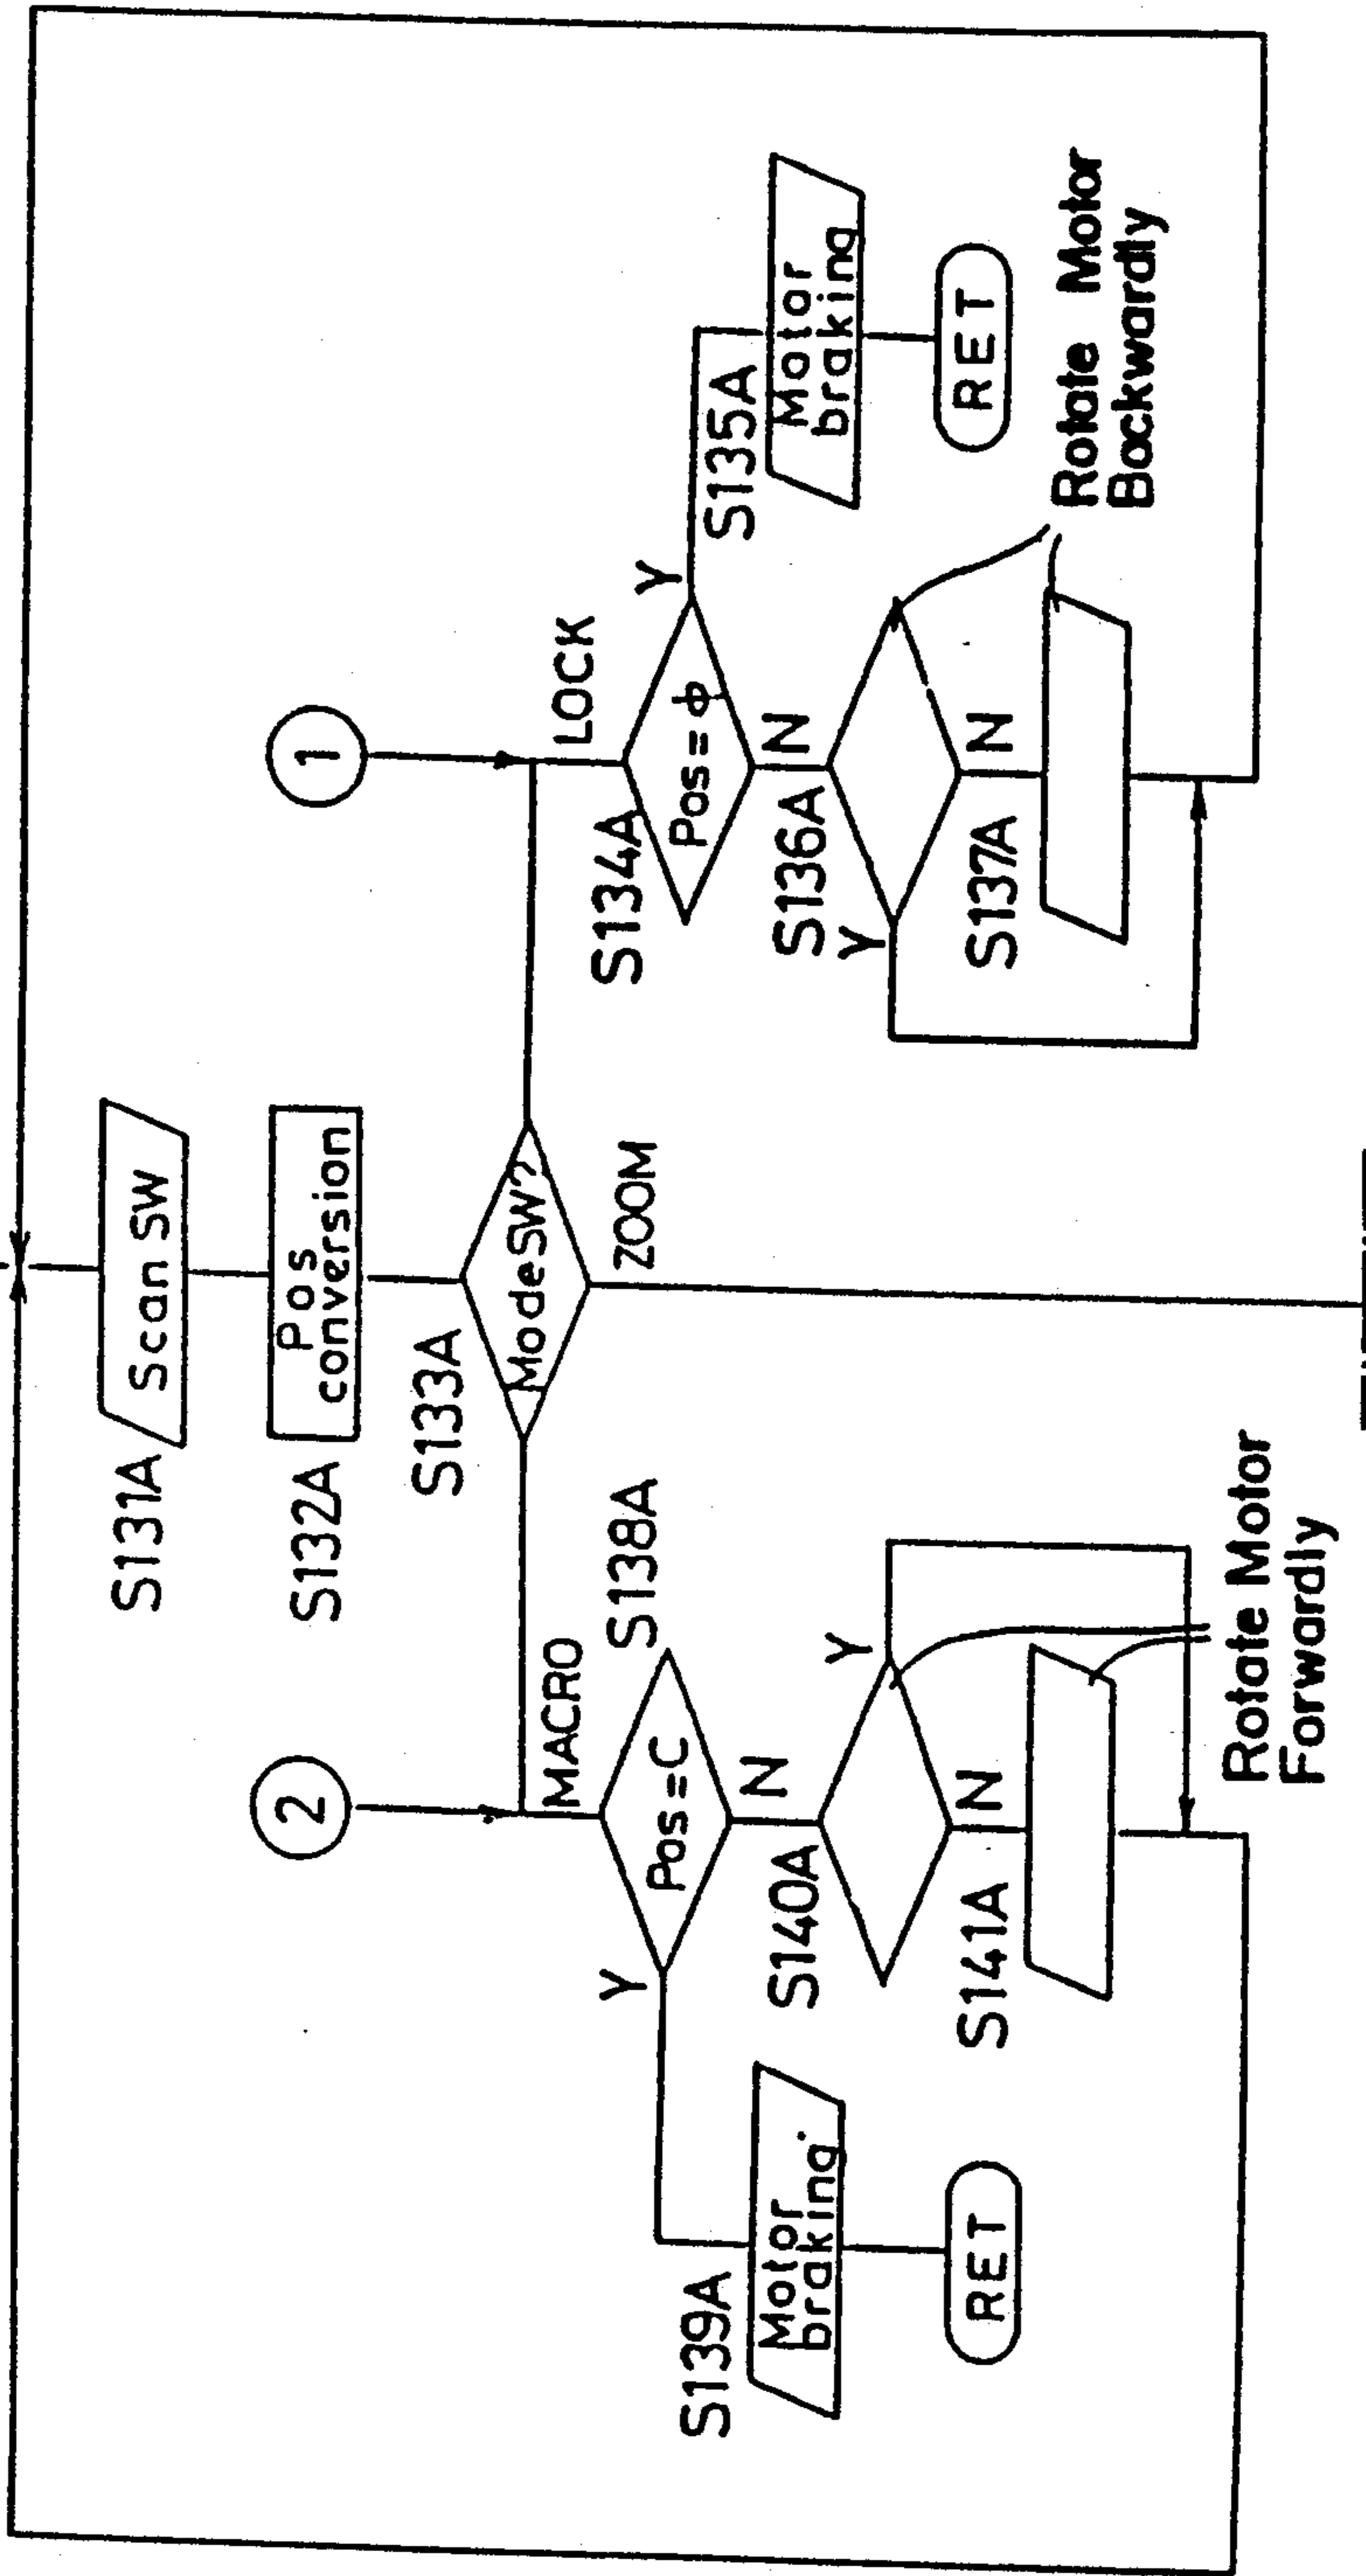 S131A
Scan SW
S132A
Pos
conversion
S133A
Mode SW?
ZOOM
2
MACRO
S138A
Pos = C
Y
N
S139A
Motor
braking
RET
S140A
Y
N
S141A
Rotate Motor
Forwardly
1
LOCK
S134A
Pos = ϕ
Y
N
S135A
Motor
braking
RET
S136A
Y
N
S137A
Rotate Motor
Backwardly